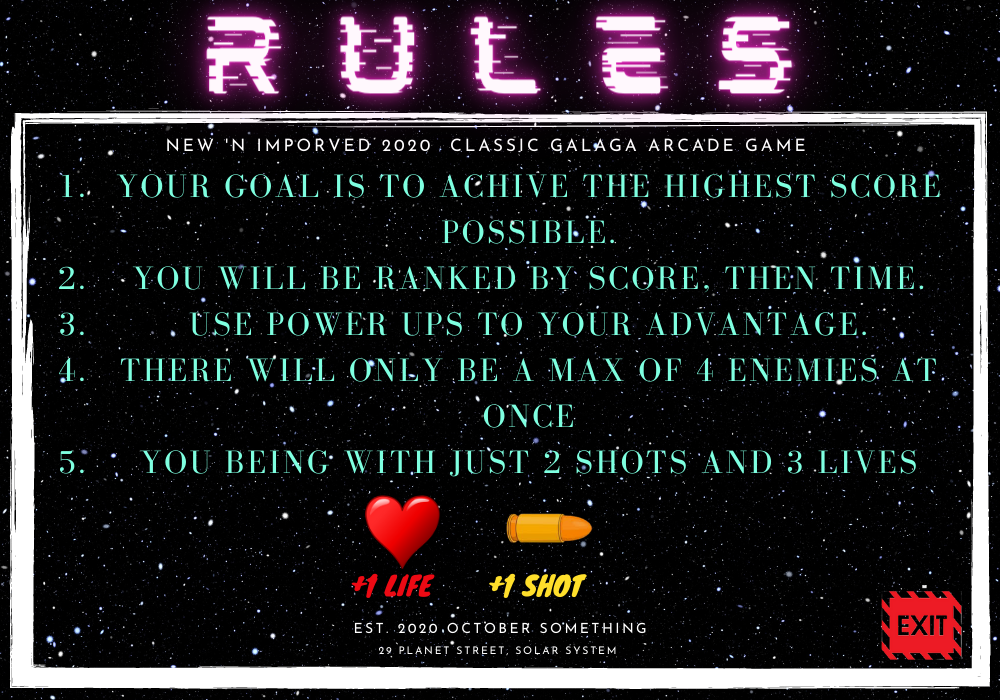 RULES
NEW 'N IMPORVED 2020 . CLASSIC GALAGA ARCADE GAME
1. YOUR GOAL IS TO ACHIVE THE HIGHEST SCORE
POSSIBLE.
2. YOU WILL BE RANKED BY SCORE, THEN TIME.
3. USE POWER UPS TO YOUR ADVANTAGE.
4. THERE WILL ONLY BE A MAX OF 4 ENEMIES AT
ONCE
5. YOU BEING WITH JUST 2 SHOTS AND 3 LIVES
+1 LIFE +1 SHOT
EST. 2020 OCTOBER SOMETHING
29 PLANET STREET, SOLAR SYSTEM
EXIT